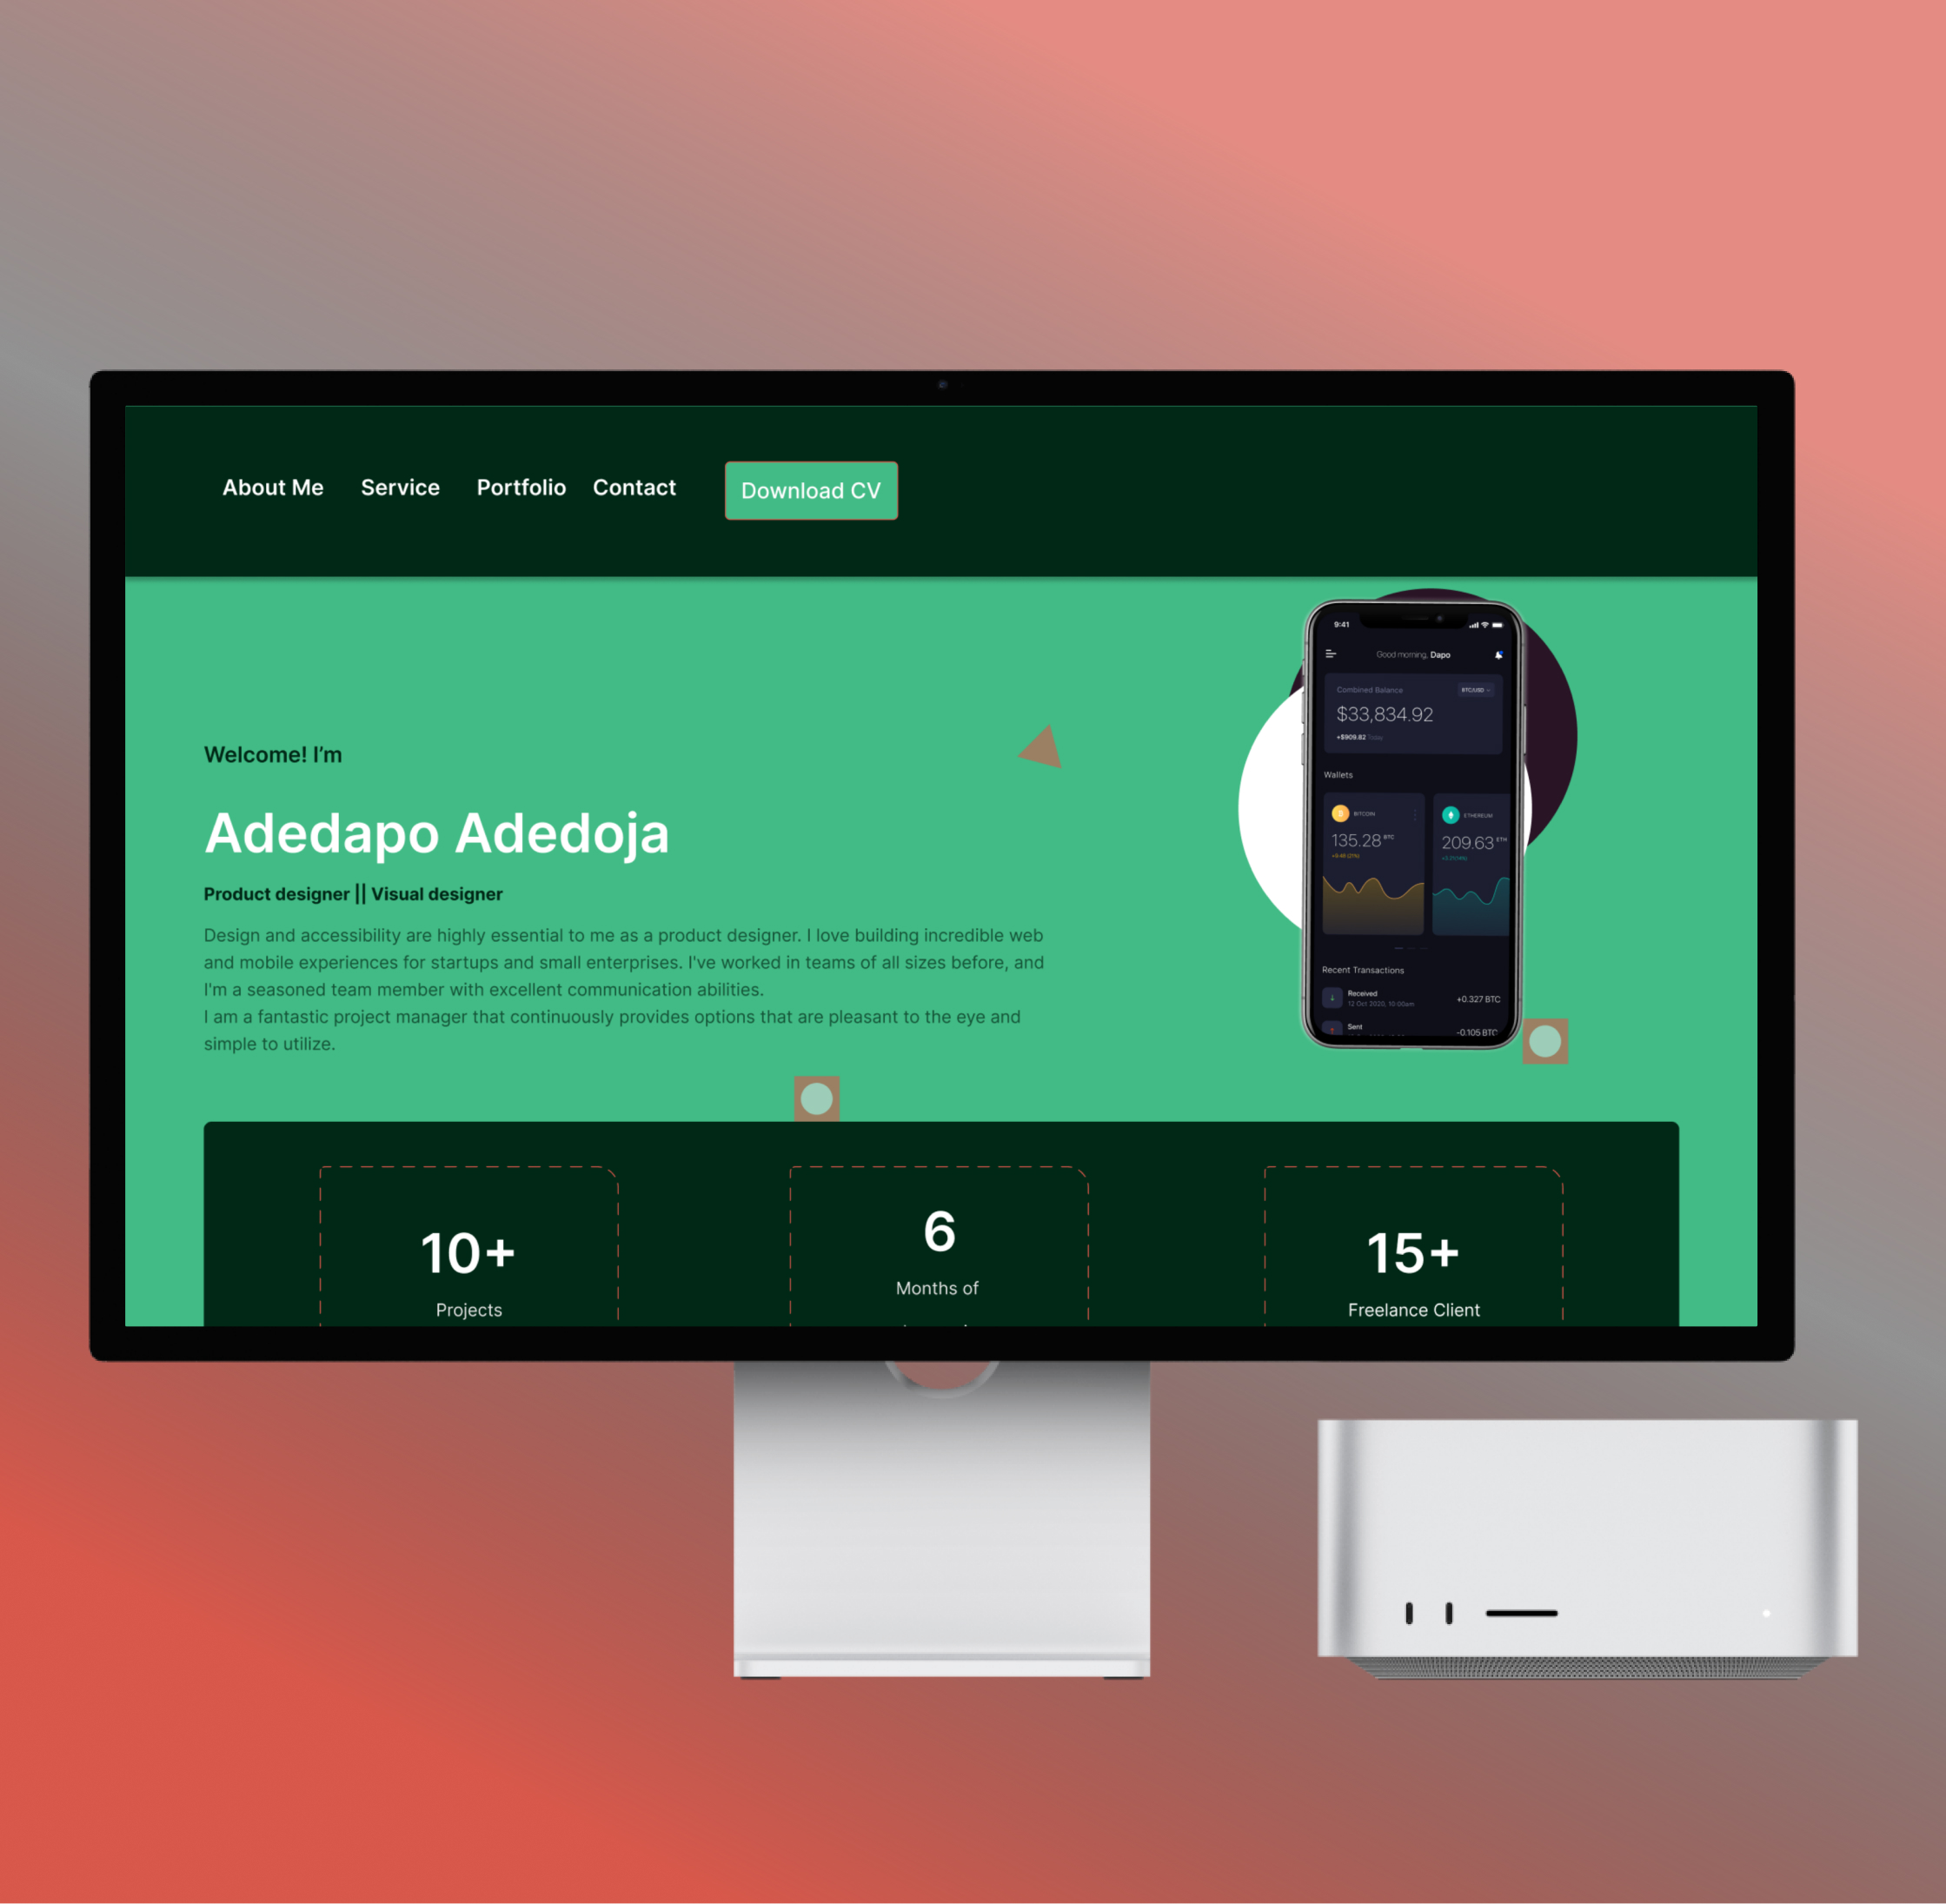 About Me Service Portfolio Contact Download CV
Welcome! I'm
Adedapo Adedoja
Product designer || Visual designer
Design and accessibility are highly essential to me as a product designer. I love building incredible web
and mobile experiences for startups and small enterprises. I've worked in teams of all sizes before, and
I'm a seasoned team member with excellent communication abilities.
I am a fantastic project manager that continuously provides options that are pleasant to the eye and
simple to utilize.
9:41
Good morning, Dapo
Combined Balance BTC/USD
$33,834.92
+$909.82 Today
Wallets
BITCOIN ETHEREUM
135.28 BTC 209.63 ETH
Recent Transactions
Received
12 Oct 2020, 10:00am +0.327 BTC
Sent
-0.105 BTC
10+
Projects
6
Months of
15+
Freelance Client